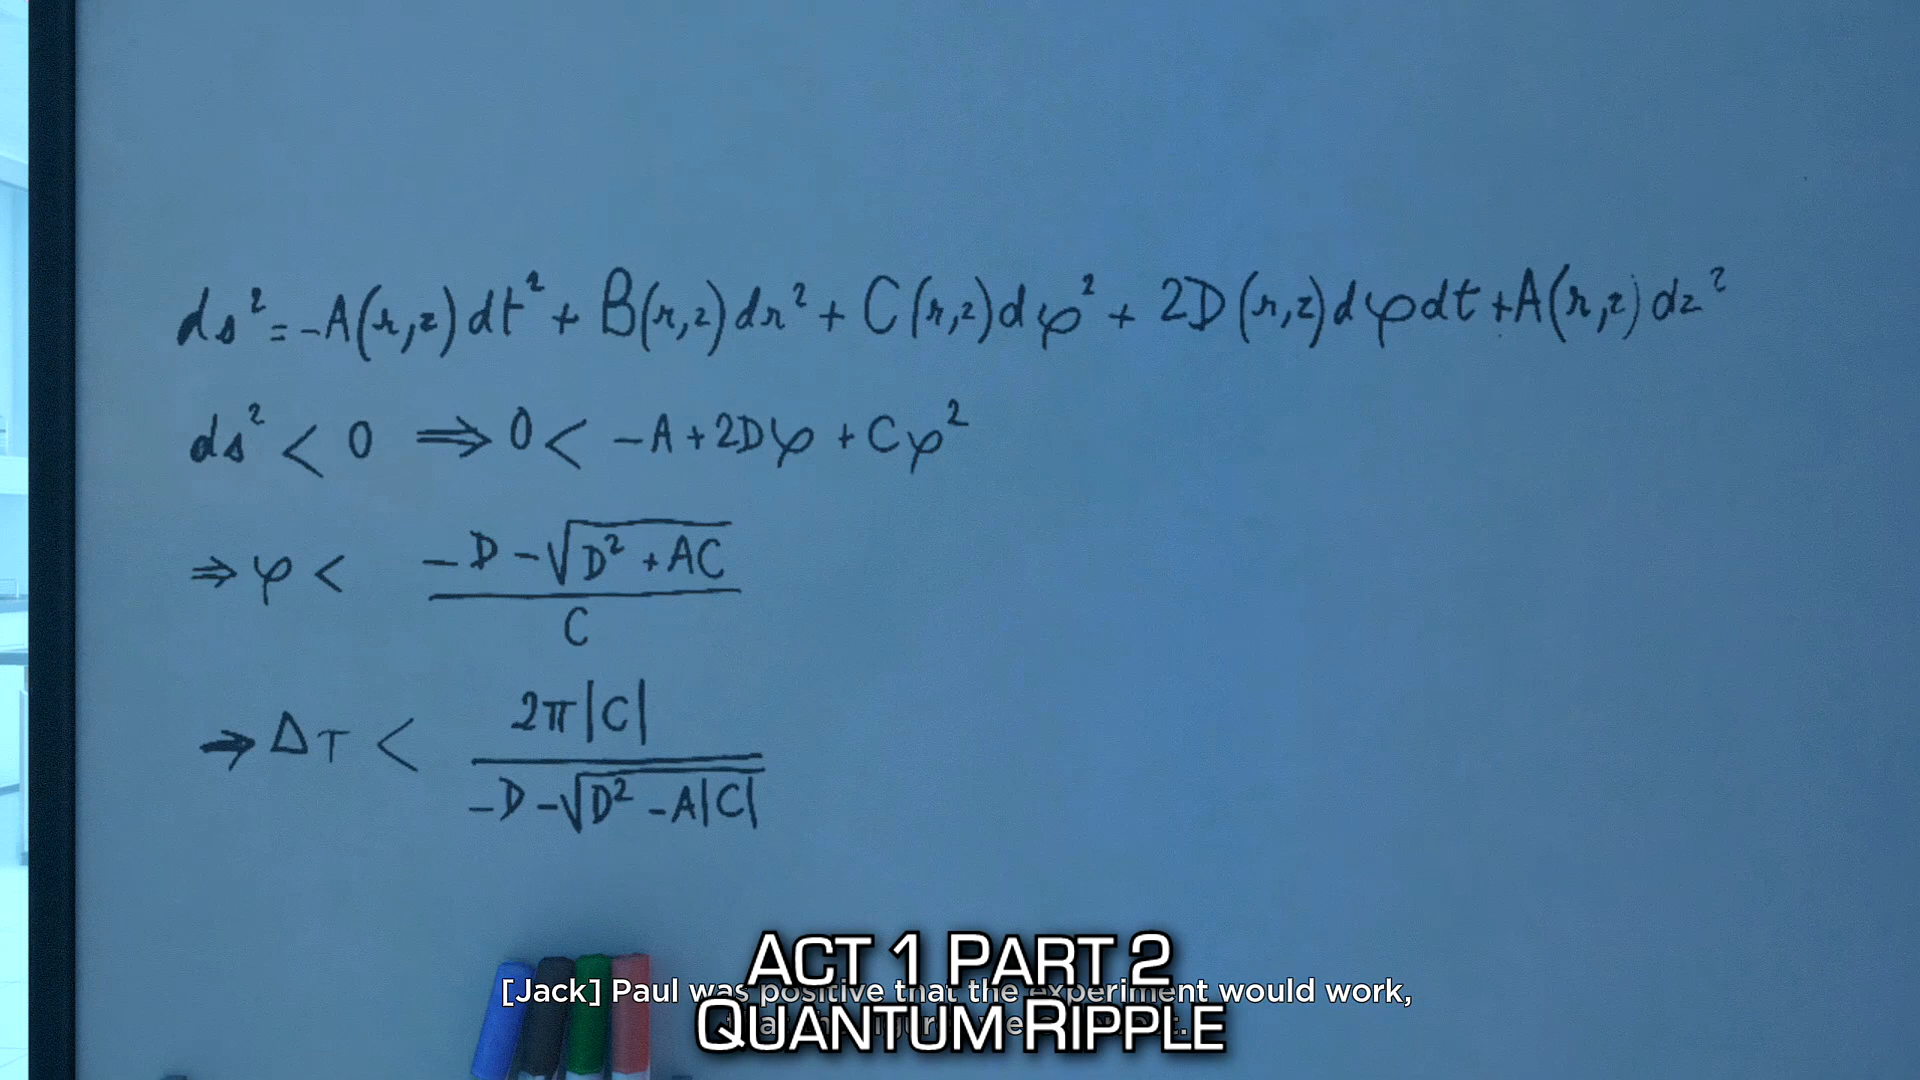 ds² = -A(r,z)dt² + B(r,z)dr² + C(r,z)dφ² + 2D(r,z)dφdt + A(r,z)dz²
ds² < 0 ⇒ 0 < -A + 2Dφ + Cφ²
⇒ φ < (-D - √(D² + AC)) / C
⇒ ΔT < 2π|C| / (-D - √(D² - A|C|))
ACT 1 PART 2
[Jack] Paul was positive that the experiment would work,
QUANTUM RIPPLE